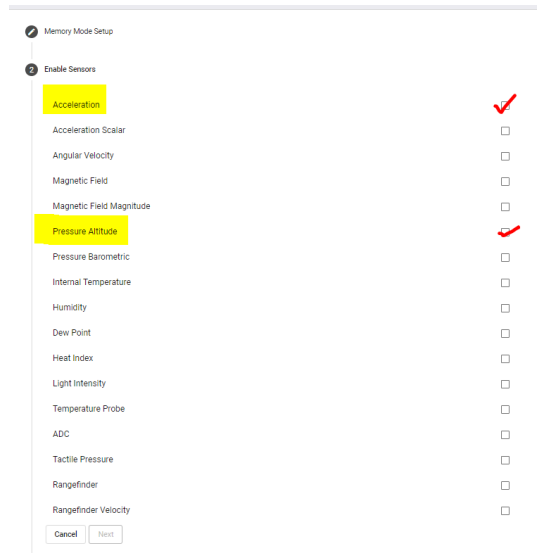 Memory Mode Setup
2 Enable Sensors
Acceleration
Acceleration Scalar
Angular Velocity
Magnetic Field
Magnetic Field Magnitude
Pressure Altitude
Pressure Barometric
Internal Temperature
Humidity
Dew Point
Heat Index
Light Intensity
Temperature Probe
ADC
Tactile Pressure
Rangefinder
Rangefinder Velocity
Cancel Next